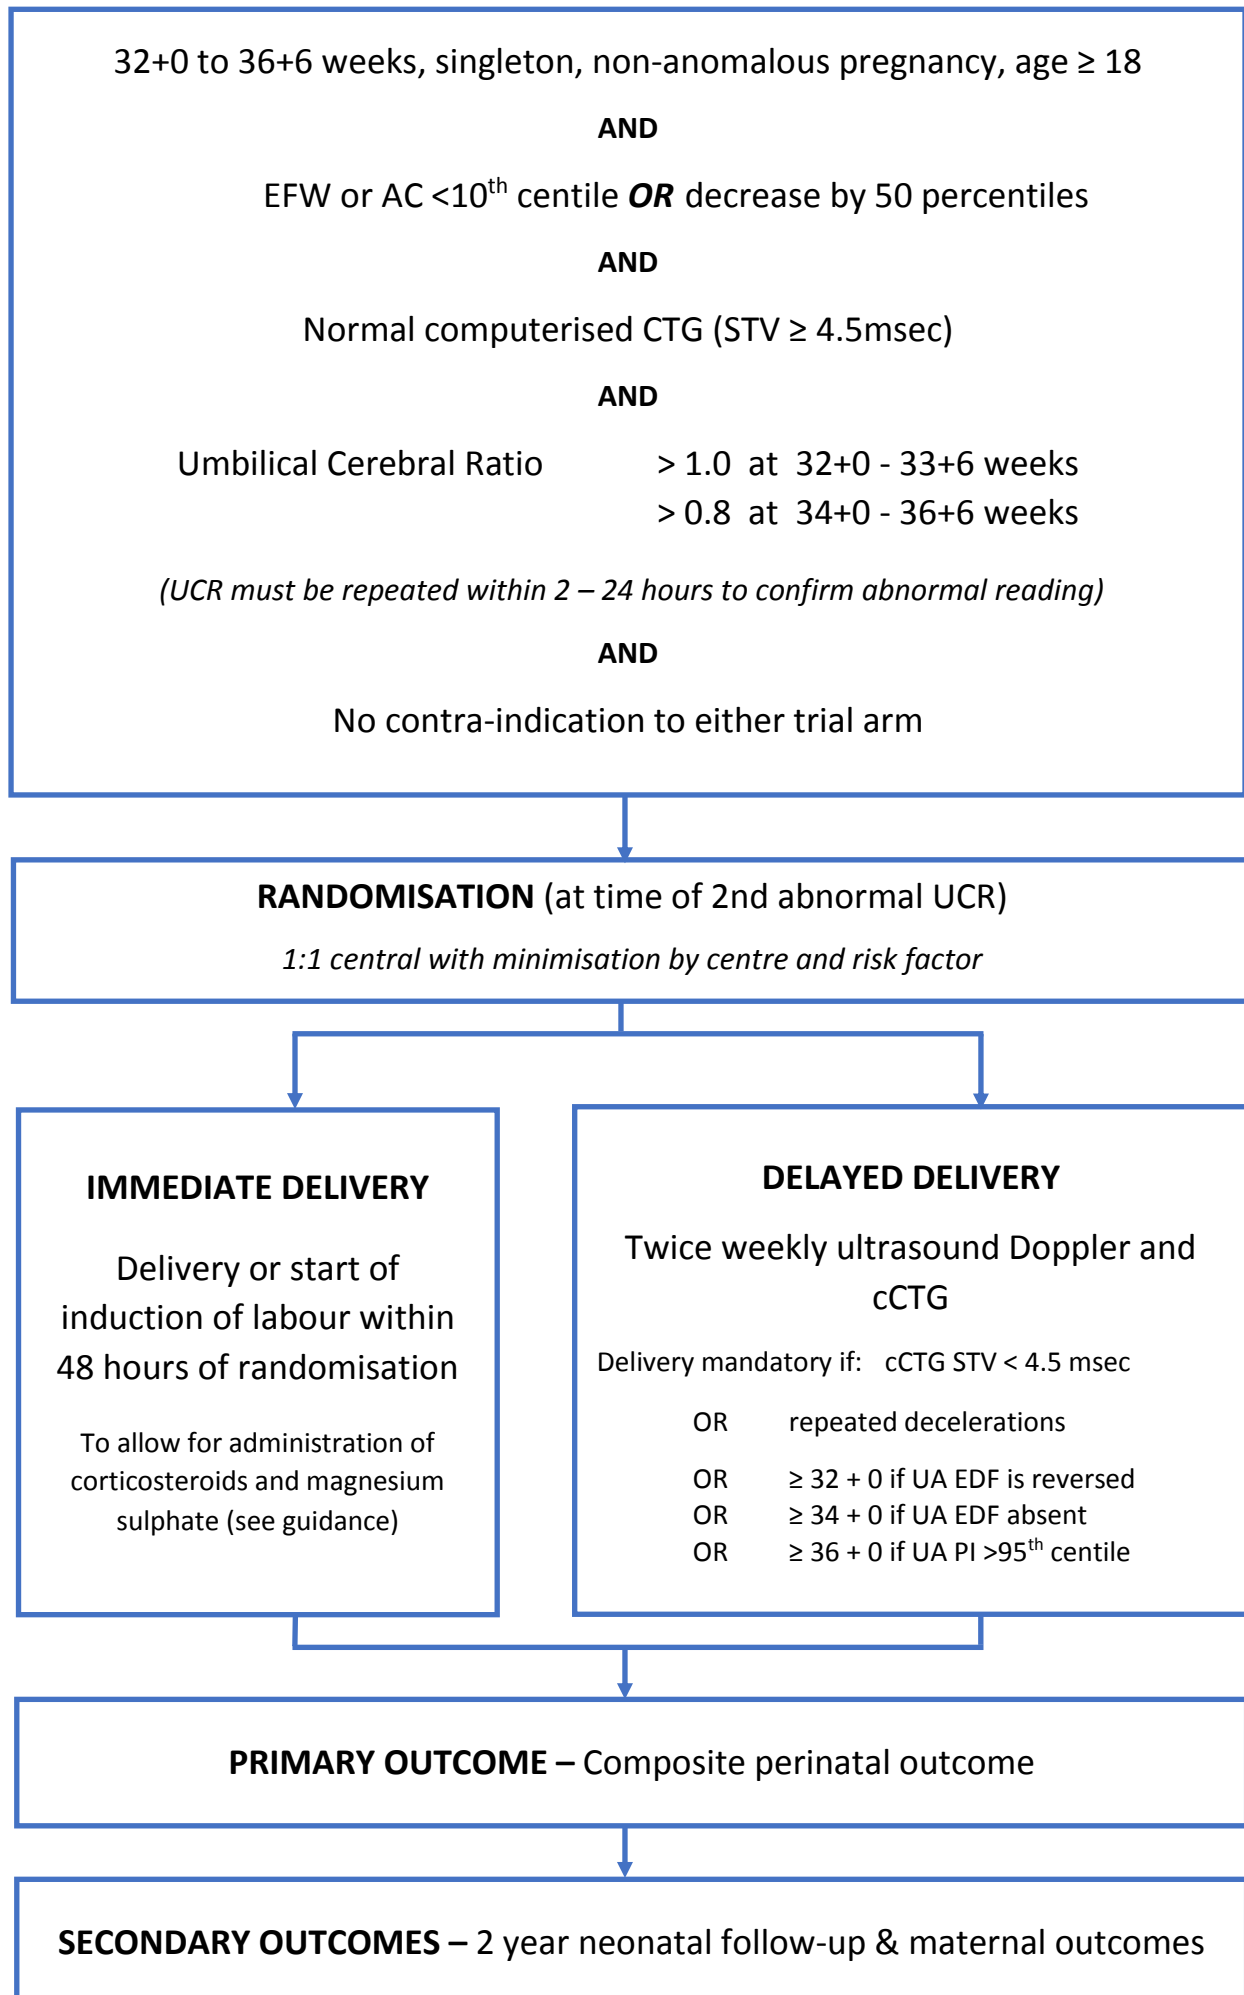 32+0 to 36+6 weeks, singleton, non-anomalous pregnancy, age ≥ 18
AND
EFW or AC <10th centile OR decrease by 50 percentiles
AND
Normal computerised CTG (STV ≥ 4.5msec)
AND
Umbilical Cerebral Ratio > 1.0 at 32+0 - 33+6 weeks
> 0.8 at 34+0 - 36+6 weeks
(UCR must be repeated within 2 – 24 hours to confirm abnormal reading)
AND
No contra-indication to either trial arm
RANDOMISATION (at time of 2nd abnormal UCR)
1:1 central with minimisation by centre and risk factor
IMMEDIATE DELIVERY
Delivery or start of
induction of labour within
48 hours of randomisation
To allow for administration of
corticosteroids and magnesium
sulphate (see guidance)
DELAYED DELIVERY
Twice weekly ultrasound Doppler and
cCTG
Delivery mandatory if: cCTG STV < 4.5 msec
OR repeated decelerations
OR ≥ 32 + 0 if UA EDF is reversed
OR ≥ 34 + 0 if UA EDF absent
OR ≥ 36 + 0 if UA PI >95th centile
PRIMARY OUTCOME – Composite perinatal outcome
SECONDARY OUTCOMES – 2 year neonatal follow-up & maternal outcomes